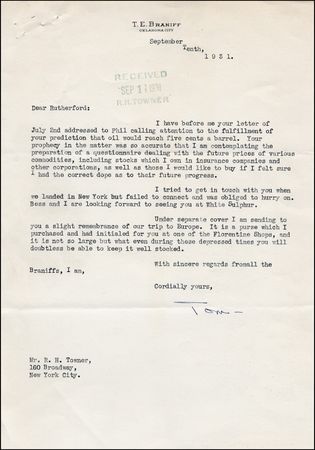 T. E. BRANIFF
OKLAHOMA CITY
September
Tenth,
1931.
RECEIVED
SEP 11 1931
R.H. TOWNER
Dear Rutherford:
I have before me your letter of
July 2nd addressed to Phil calling attention to the fulfillment of
your prediction that oil would reach five cents a barrel. Your
prophecy in the matter was so accurate that I am contemplating the
preparation of a questionnaire dealing with the future prices of various
commodities, including stocks which I own in insurance companies and
other corporations, as well as those I would like to buy if I felt sure
I had the correct dope as to their future progress.
I tried to get in touch with you when
we landed in New York but failed to connect and was obliged to hurry on.
Bess and I are looking forward to seeing you at White Sulphur.
Under separate cover I am sending to
you a slight remembrance of our trip to Europe. It is a purse which I
purchased and had initialed for you at one of the Florentine Shops, and
it is not so large but what even during these depressed times you will
doubtless be able to keep it well stocked.
With sincere regards fromall the
Braniffs, I am,
Cordially yours,
Tom-
Mr. R. H. Towner,
160 Broadway,
New York City.